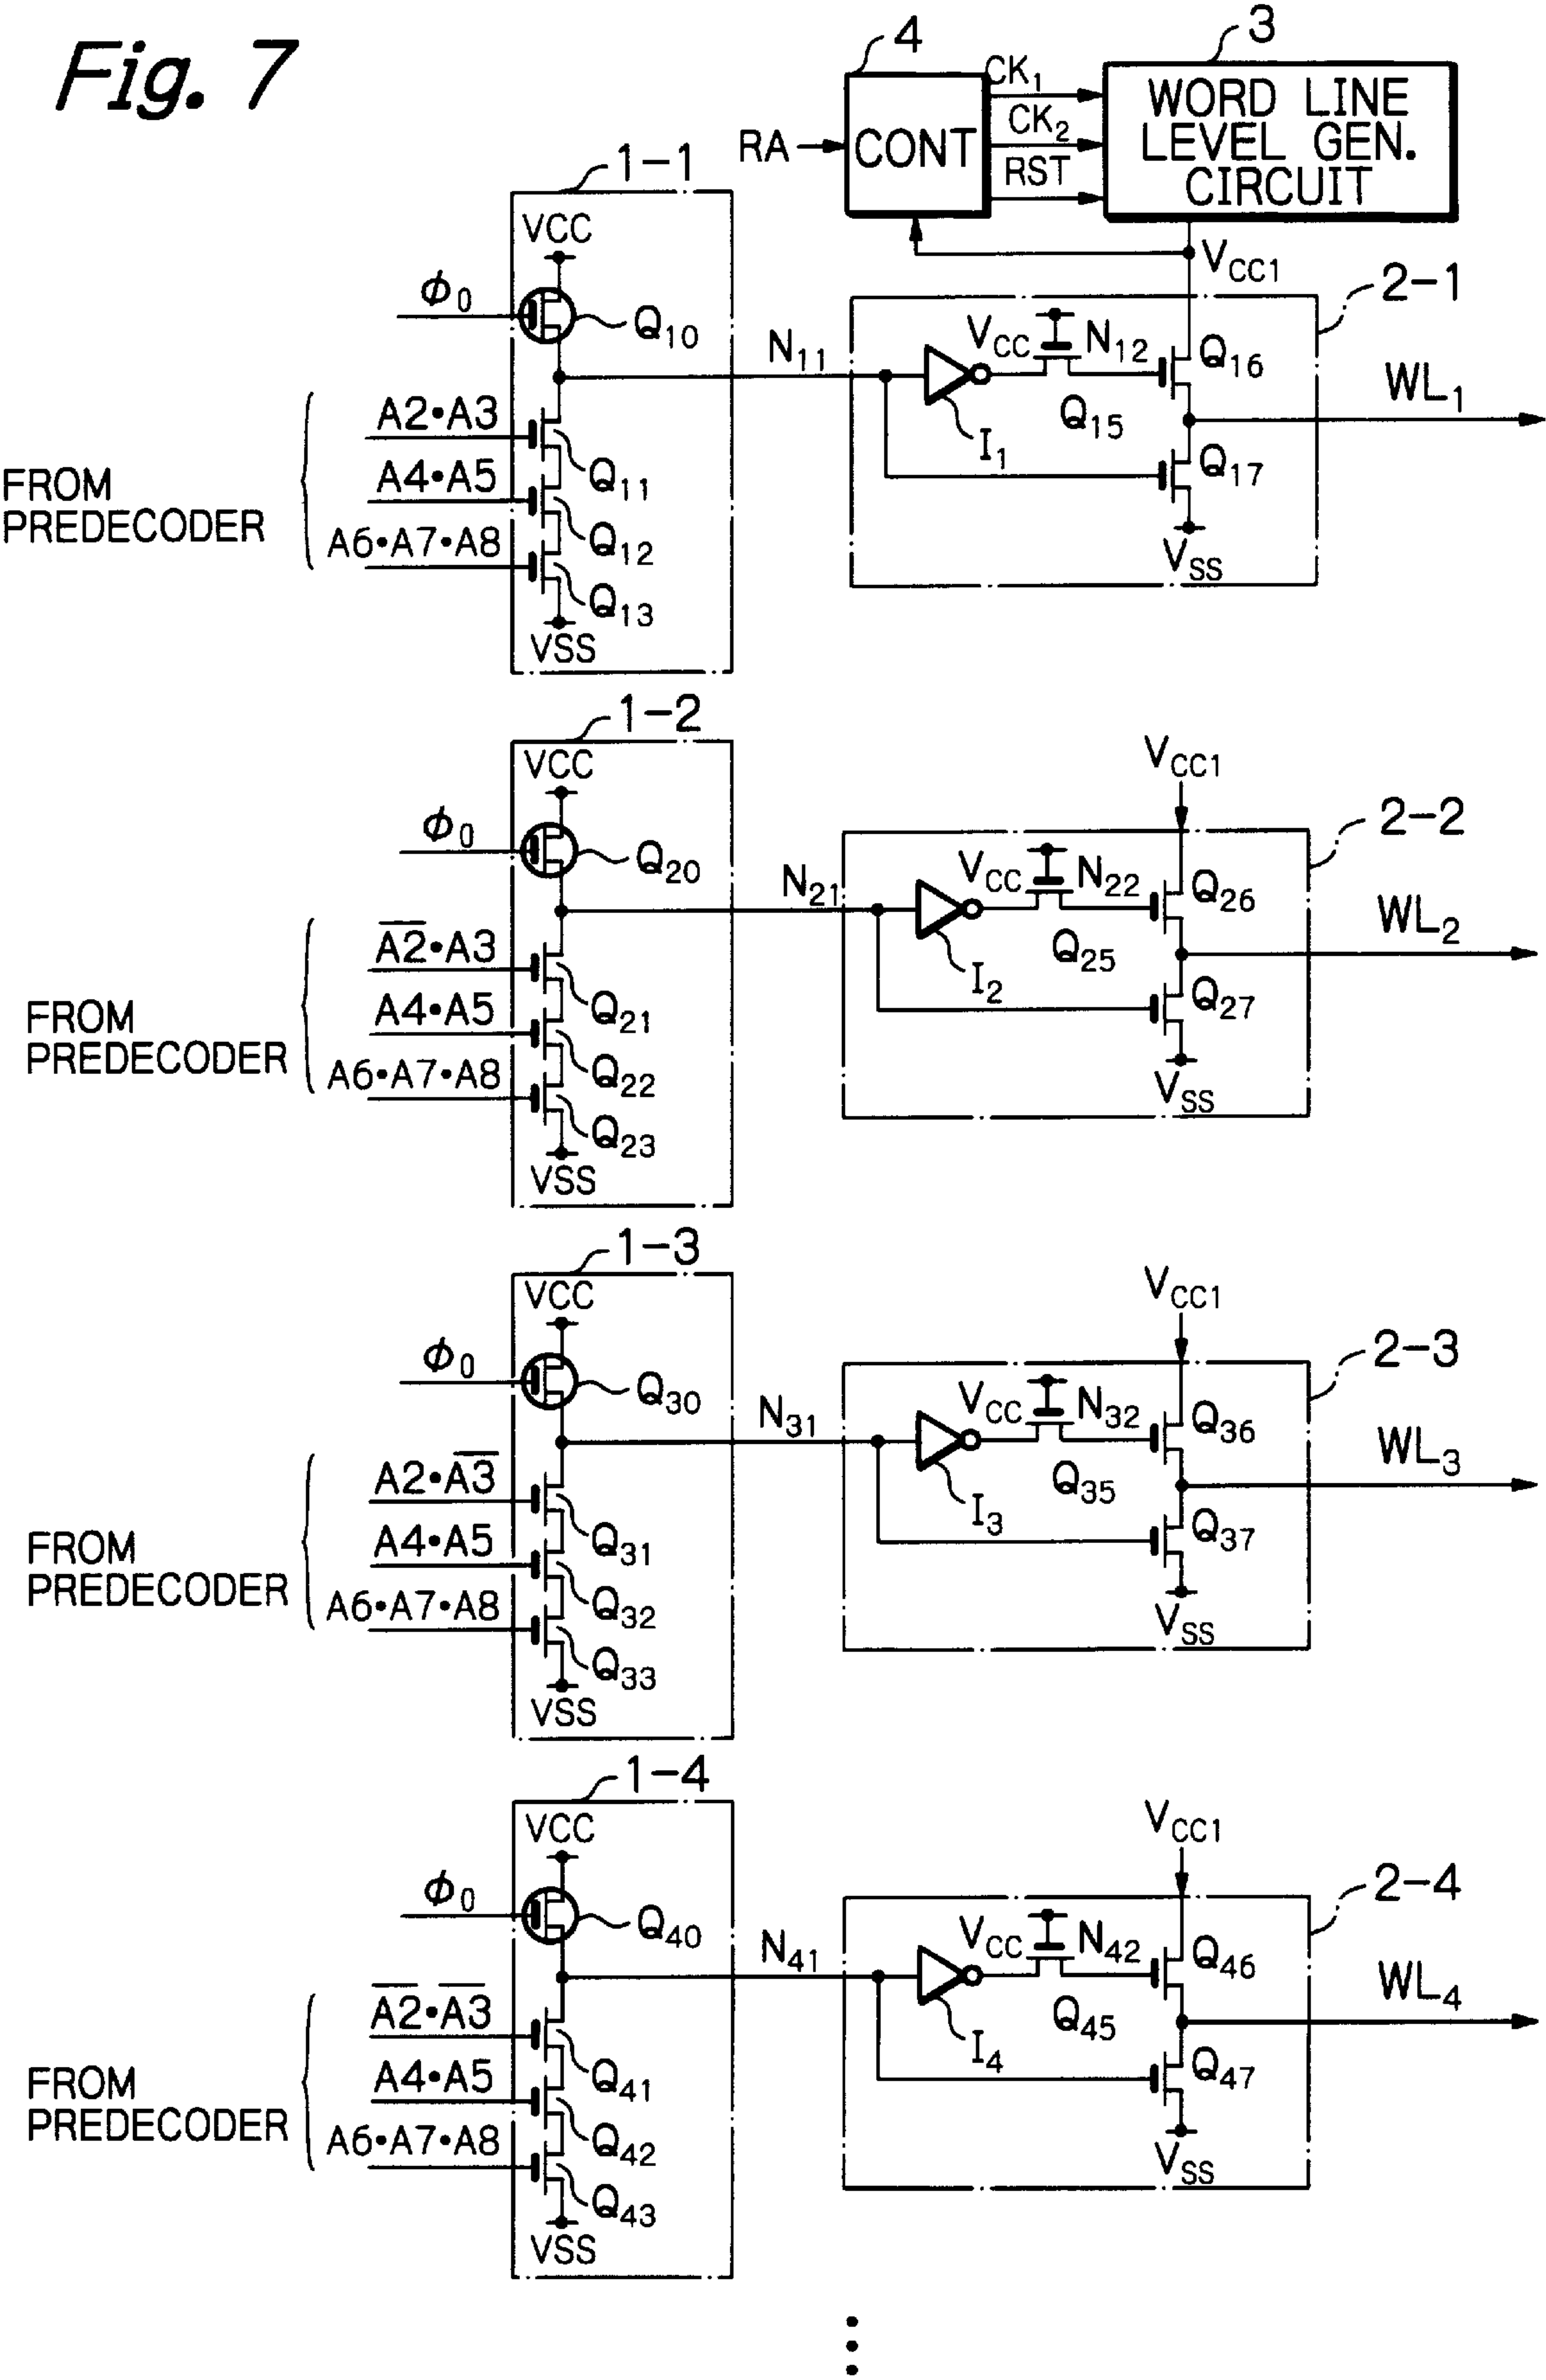 Fig. 7
4
3
CONT
RA
CK1
CK2
RST
WORD LINE
LEVEL GEN.
CIRCUIT
VCC1
1-1
VCC
ϕ0
Q10
N11
A2•A3
Q11
A4•A5
Q12
A6•A7•A8
Q13
VSS
FROM
PREDECODER
2-1
VCC
N12
Q16
Q15
I1
Q17
VSS
WL1
1-2
VCC
ϕ0
Q20
N21
A̅2̅•A3
Q21
A4•A5
Q22
A6•A7•A8
Q23
VSS
FROM
PREDECODER
VCC1
2-2
VCC
N22
Q26
Q25
I2
Q27
VSS
WL2
1-3
VCC
ϕ0
Q30
N31
A2•A̅3̅
Q31
A4•A5
Q32
A6•A7•A8
Q33
VSS
FROM
PREDECODER
VCC1
2-3
VCC
N32
Q36
Q35
I3
Q37
VSS
WL3
1-4
VCC
ϕ0
Q40
N41
A̅2̅•A̅3̅
Q41
A4•A5
Q42
A6•A7•A8
Q43
VSS
FROM
PREDECODER
VCC1
2-4
VCC
N42
Q46
Q45
I4
Q47
VSS
WL4